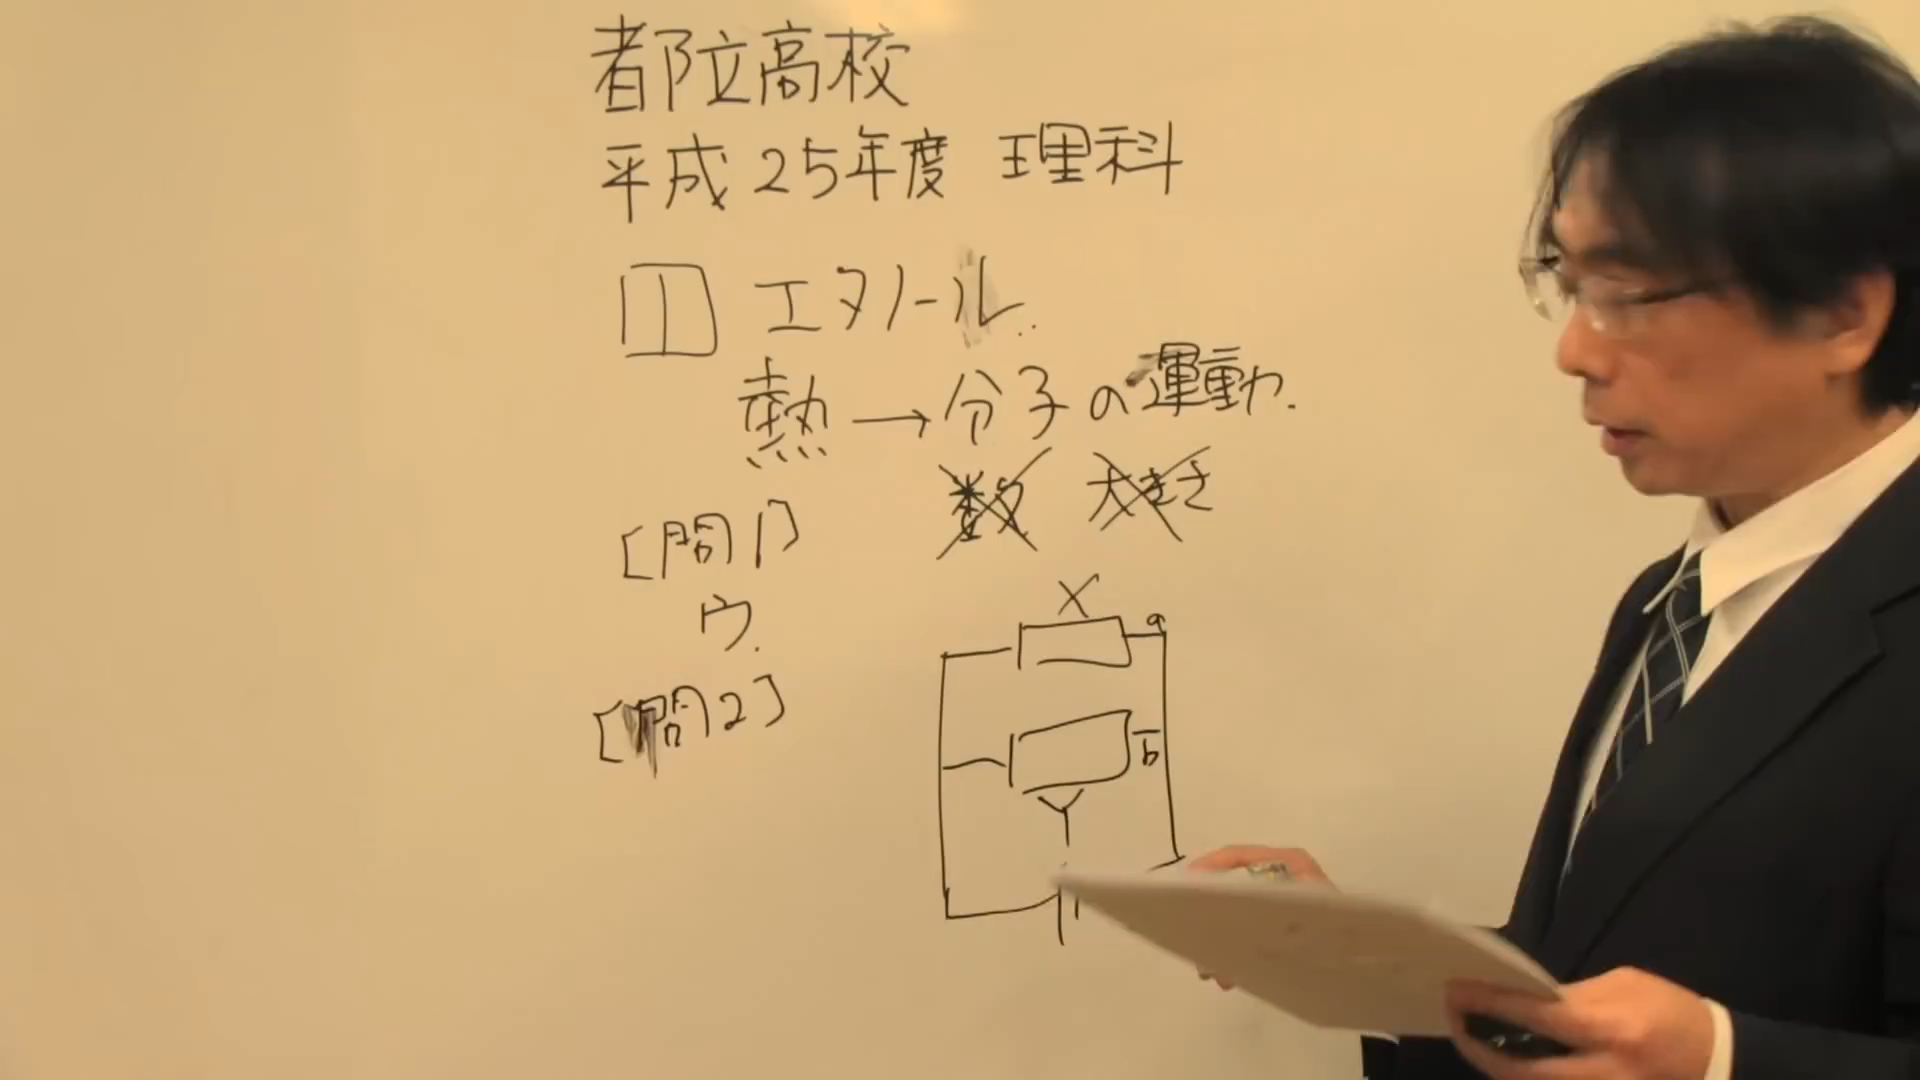 都立高校
平成25年度 理科
1 エタノール
熱→分子の運動.
数 大きさ
[問1]
ウ.
[問2]
X
a
b
Y